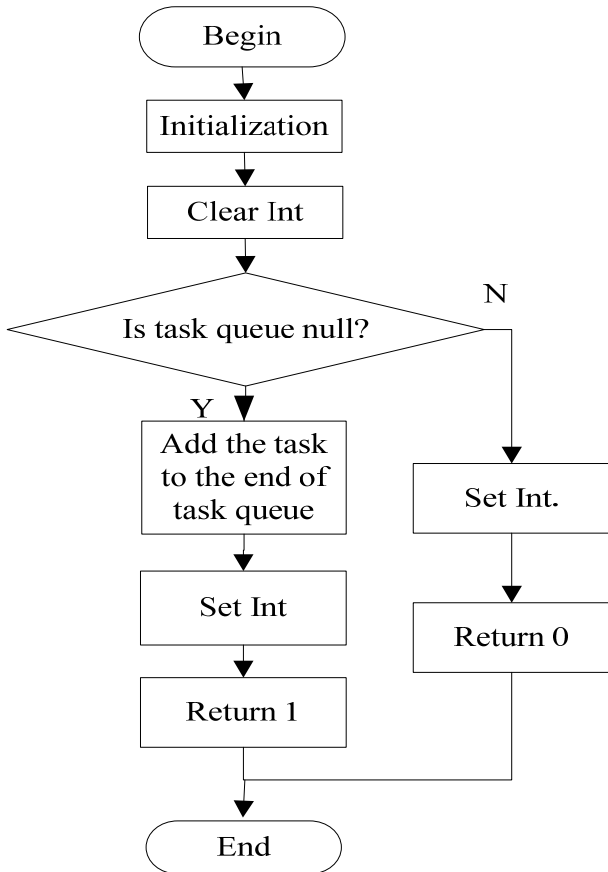 Begin
Initialization
Clear Int
Is task queue null?
N
Y
Add the task
to the end of
task queue
Set Int.
Set Int
Return 0
Return 1
End